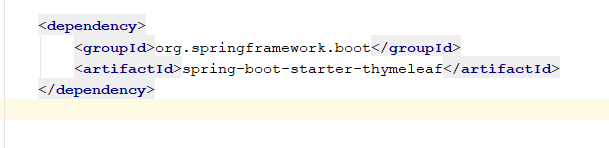 <dependency>
<groupId>org.springframework.boot</groupId>
<artifactId>spring-boot-starter-thymeleaf</artifactId>
</dependency>